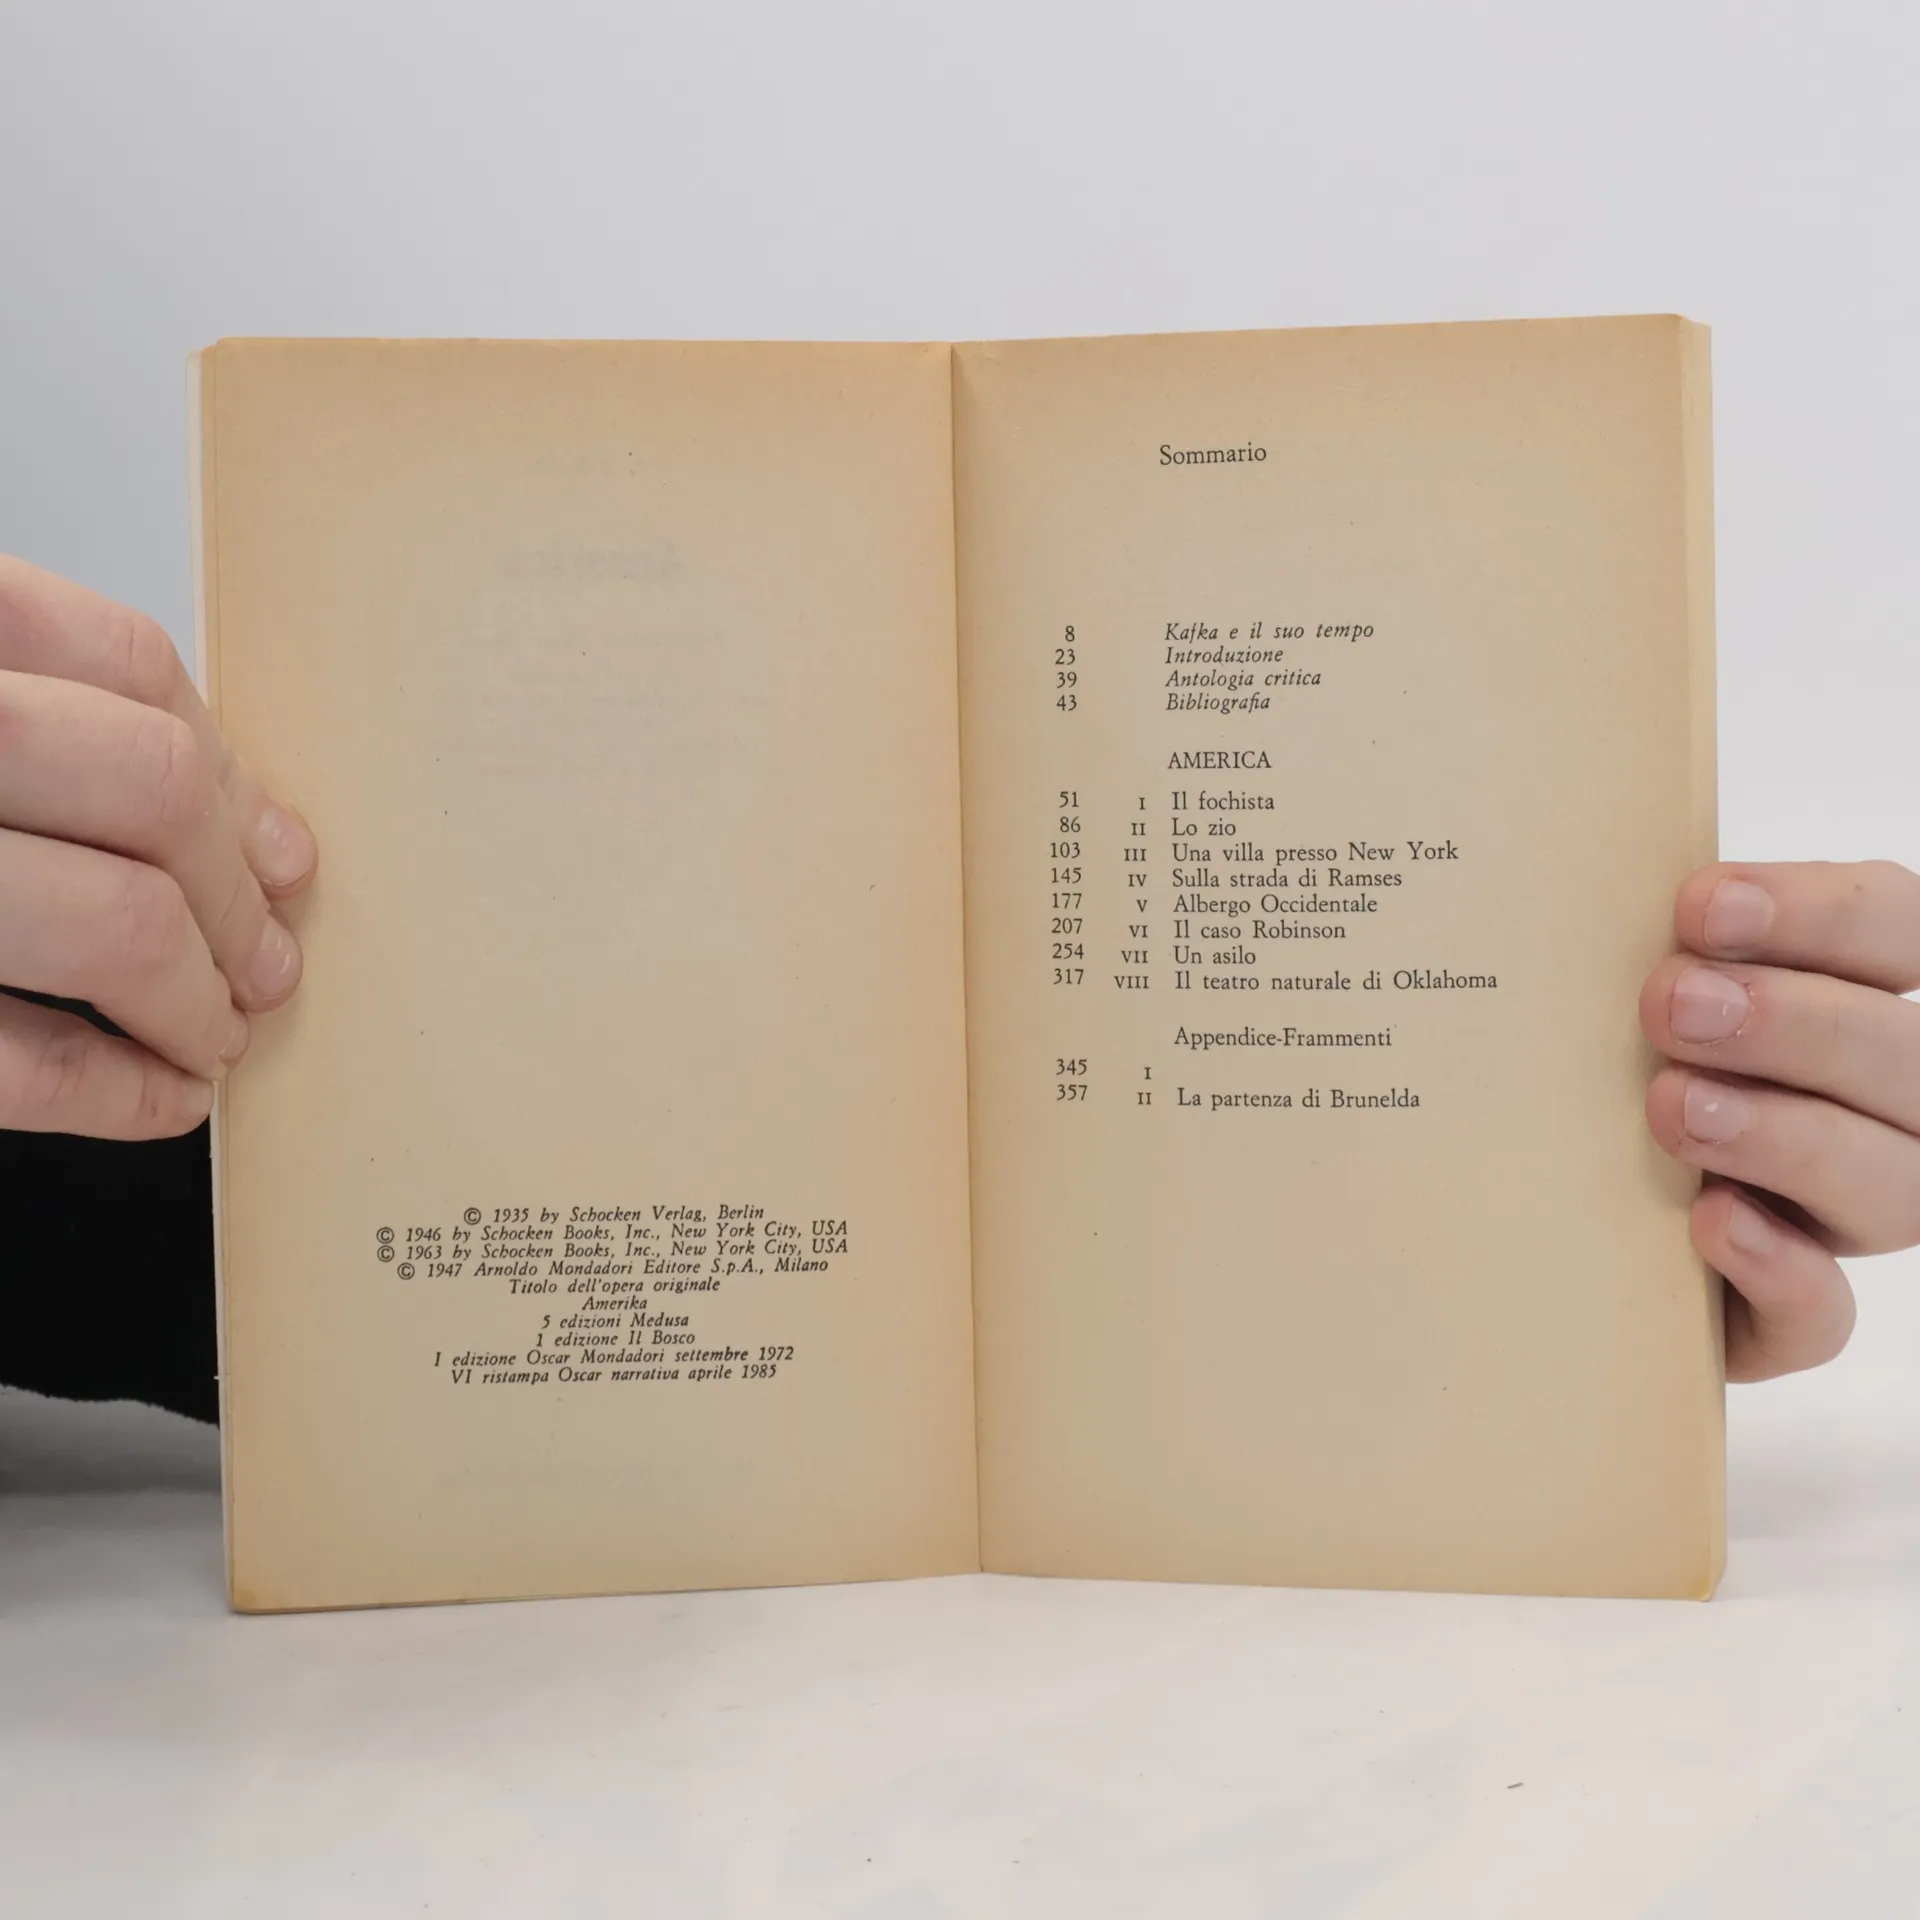 © 1935 by Schocken Verlag, Berlin
© 1946 by Schocken Books, Inc., New York City, USA
© 1963 by Schocken Books, Inc., New York City, USA
© 1947 Arnoldo Mondadori Editore S.p.A., Milano
Titolo dell'opera originale
Amerika
5 edizioni Medusa
1 edizione Il Bosco
I edizione Oscar Mondadori settembre 1972
VI ristampa Oscar narrativa aprile 1985
Sommario
8 Kafka e il suo tempo
23 Introduzione
39 Antologia critica
43 Bibliografia
AMERICA
51 I Il fochista
86 II Lo zio
103 III Una villa presso New York
145 IV Sulla strada di Ramses
177 V Albergo Occidentale
207 VI Il caso Robinson
254 VII Un asilo
317 VIII Il teatro naturale di Oklahoma
Appendice-Frammenti
345 I
357 II La partenza di Brunelda